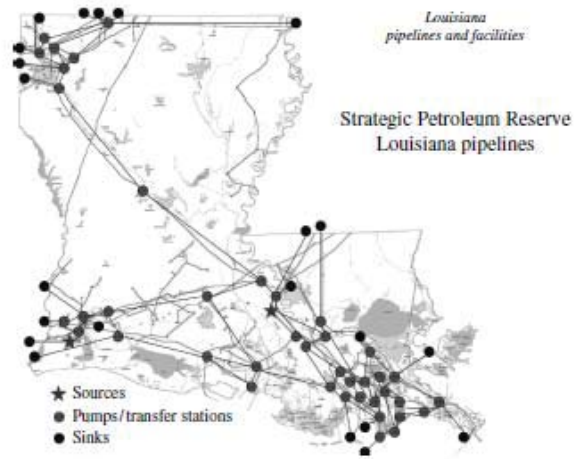 Louisiana
pipelines and facilities
Strategic Petroleum Reserve
Louisiana pipelines
Sources
Pumps/transfer stations
Sinks